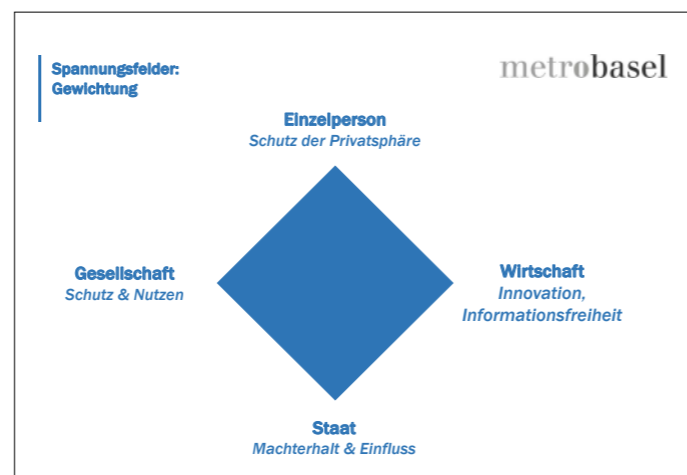 Spannungsfelder:
Gewichtung
metrobasel
Einzelperson
Schutz der Privatsphäre
Gesellschaft
Schutz & Nutzen
Wirtschaft
Innovation,
Informationsfreiheit
Staat
Machterhalt & Einfluss